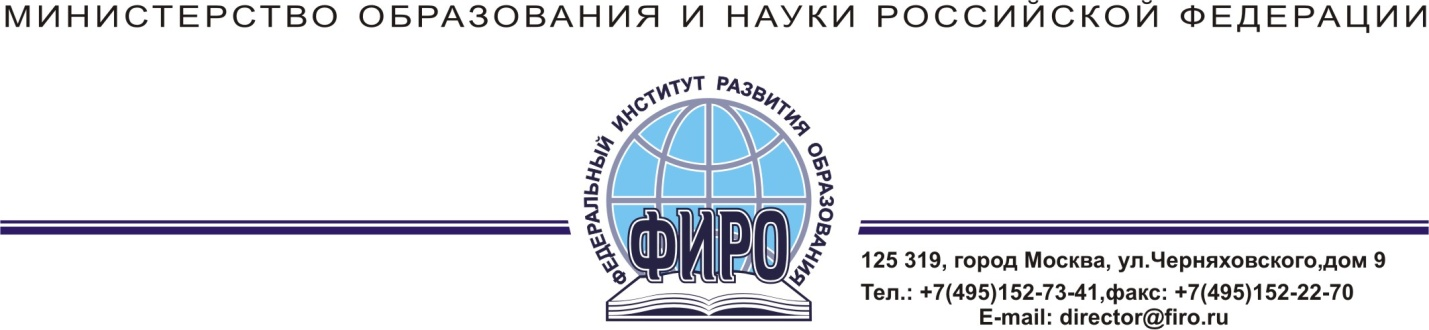 МИНИСТЕРСТВО ОБРАЗОВАНИЯ И НАУКИ РОССИЙСКОЙ ФЕДЕРАЦИИ
ФЕДЕРАЛЬНЫЙ ИНСТИТУТ РАЗВИТИЯ ОБРАЗОВАНИЯ
ФИРО
125 319, город Москва, ул.Черняховского,дом 9
Тел.: +7(495)152-73-41,факс: +7(495)152-22-70
E-mail: director@firo.ru